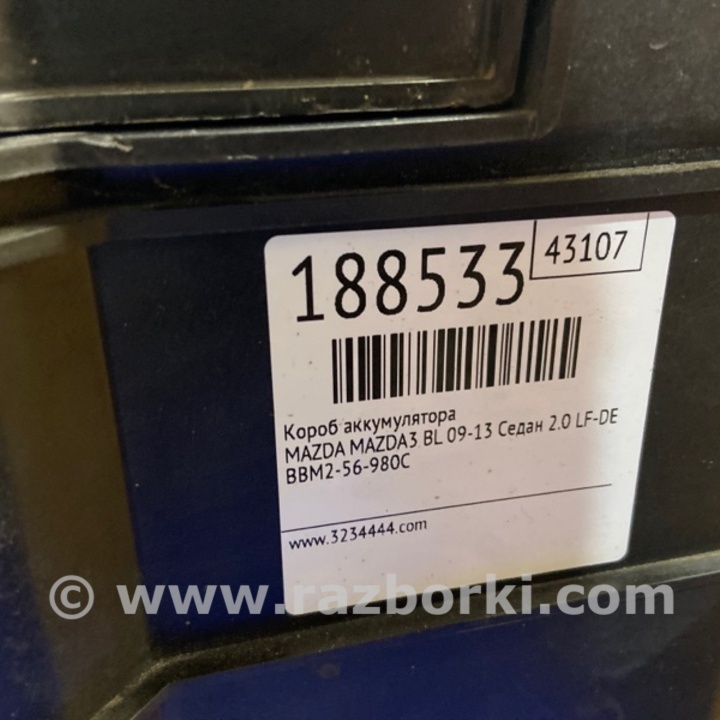 188533
43107
Короб аккумулятора
MAZDA MAZDA3 BL 09-13 Седан 2.0 LF-DE
BBM2-56-980C
www.3234444.com
© www.razborki.com